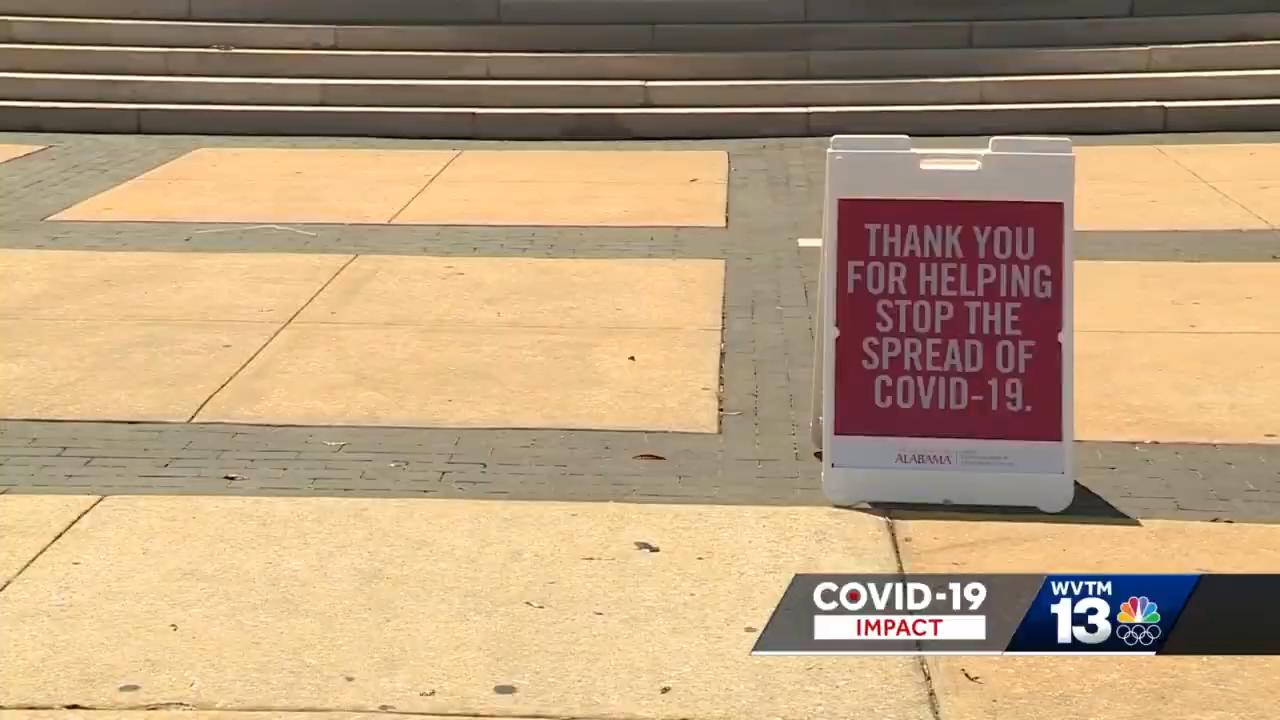 THANK YOU
FOR HELPING
STOP THE
SPREAD OF
COVID-19.
ALABAMA
COVID-19
IMPACT
WVTM
13